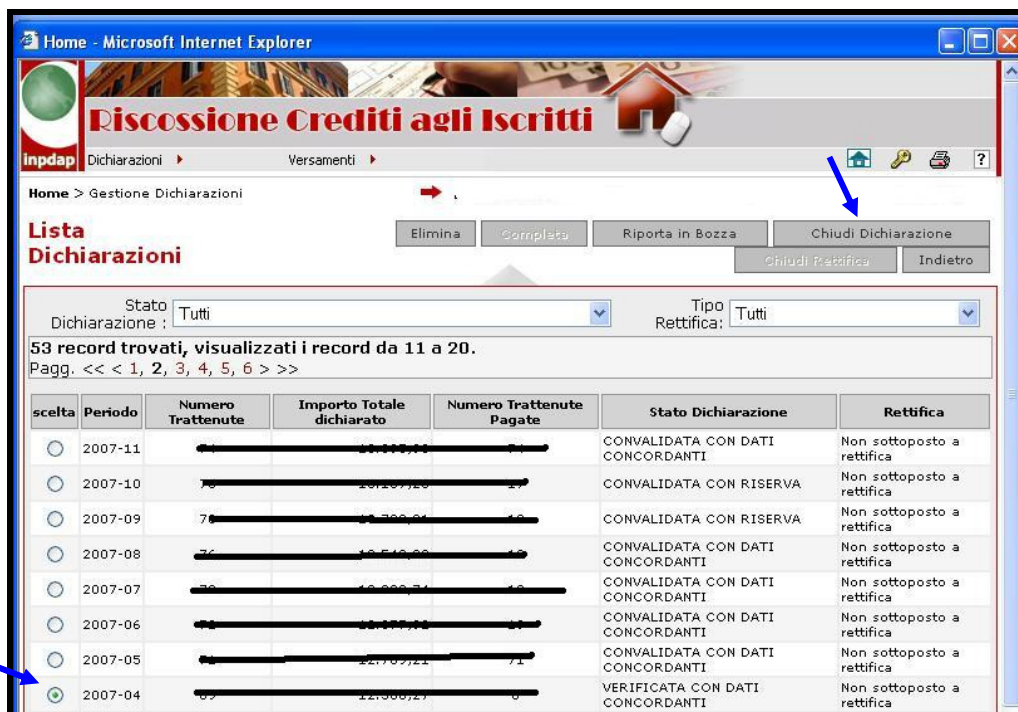 Home - Microsoft Internet Explorer
Riscossione Crediti agli Iscritti
inpdap Dichiarazioni Versamenti ?
Home > Gestione Dichiarazioni
Lista
Dichiarazioni
Elimina Completa Riporta in Bozza Chiudi Dichiarazione
Chiudi Rettifica Indietro
Stato
Dichiarazione : Tutti
Tipo
Rettifica: Tutti
53 record trovati, visualizzati i record da 11 a 20.
Pagg. << < 1, 2, 3, 4, 5, 6 > >>
scelta Periodo Numero Trattenute Importo Totale dichiarato Numero Trattenute Pagate Stato Dichiarazione Rettifica
2007-11 CONVALIDATA CON DATI CONCORDANTI Non sottoposto a rettifica
2007-10 CONVALIDATA CON RISERVA Non sottoposto a rettifica
2007-09 CONVALIDATA CON RISERVA Non sottoposto a rettifica
2007-08 CONVALIDATA CON DATI CONCORDANTI Non sottoposto a rettifica
2007-07 CONVALIDATA CON DATI CONCORDANTI Non sottoposto a rettifica
2007-06 CONVALIDATA CON DATI CONCORDANTI Non sottoposto a rettifica
2007-05 CONVALIDATA CON DATI CONCORDANTI Non sottoposto a rettifica
2007-04 VERIFICATA CON DATI CONCORDANTI Non sottoposto a rettifica